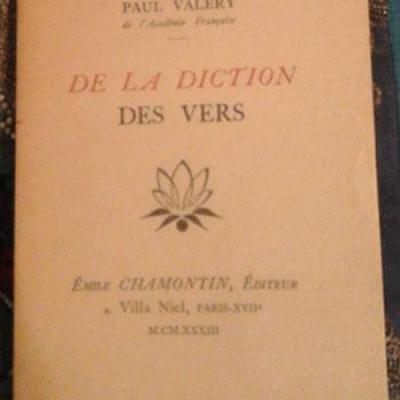 PAUL VALÉRY
de l'Académie Française
DE LA DICTION
DES VERS
ÉMILE CHAMONTIN, ÉDITEUR
4, Villa Niel, PARIS-XVIIe
M.CM.XXXIII